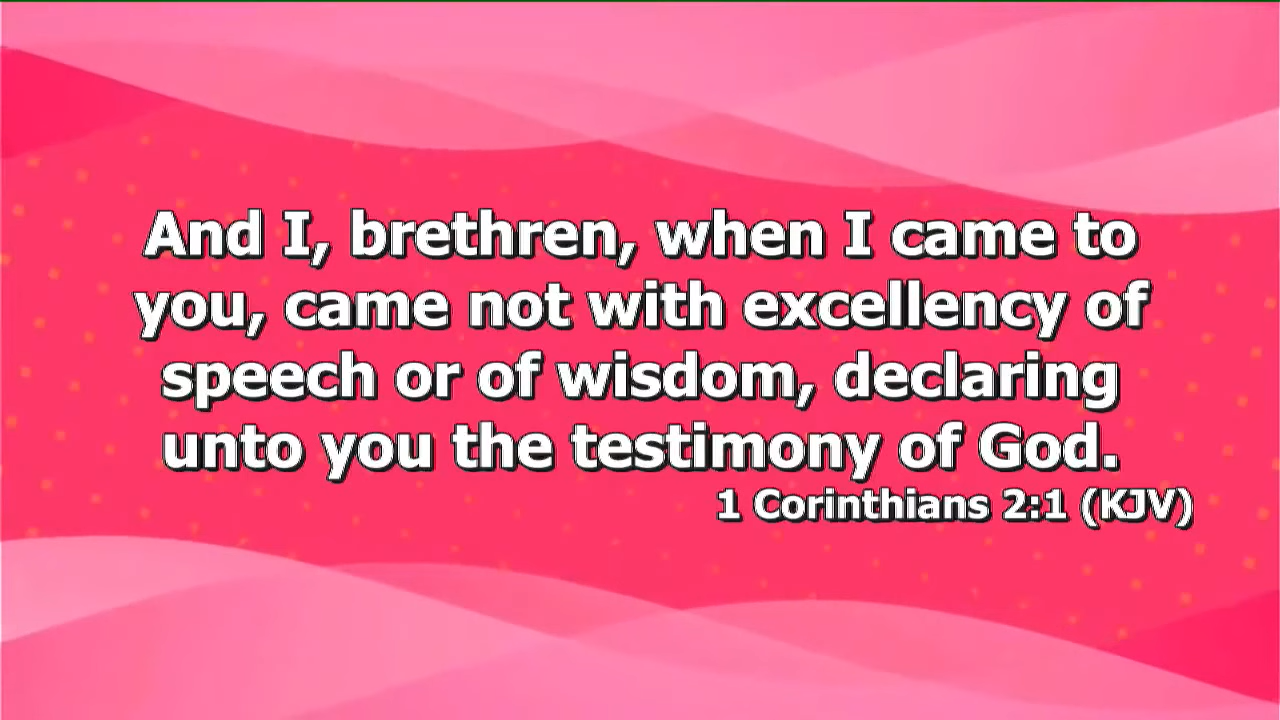 And I, brethren, when I came to
you, came not with excellency of
speech or of wisdom, declaring
unto you the testimony of God.
1 Corinthians 2:1 (KJV)